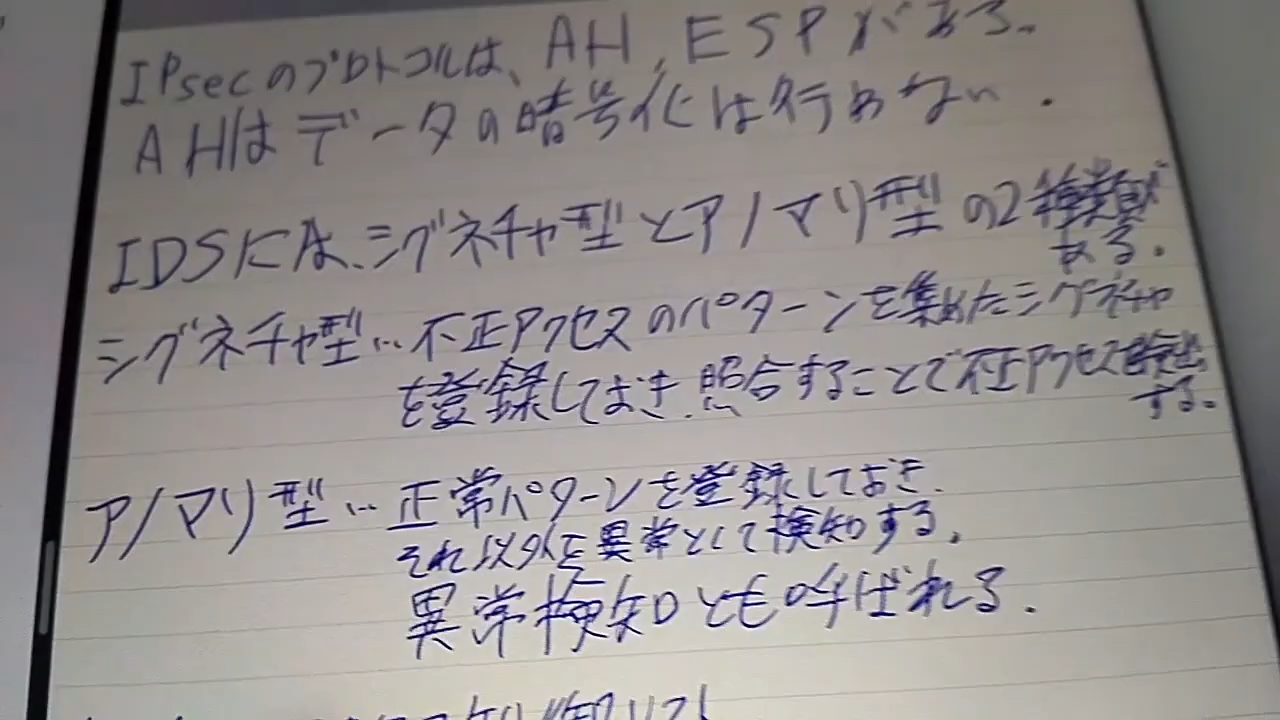 IPsecのプロトコルは、AH，ESPがある．
AHはデータの暗号化は行わない．
IDSには、シグネチャ型とアノマリ型の2種類が
ある．
シグネチャ型… 不正アクセスのパターンを集めたシグネチャ
を登録しておき、照合することで不正アクセスを検出
する．
アノマリ型… 正常パターンを登録しておき、
それ以外を異常として検知する．
異常検知とも呼ばれる．